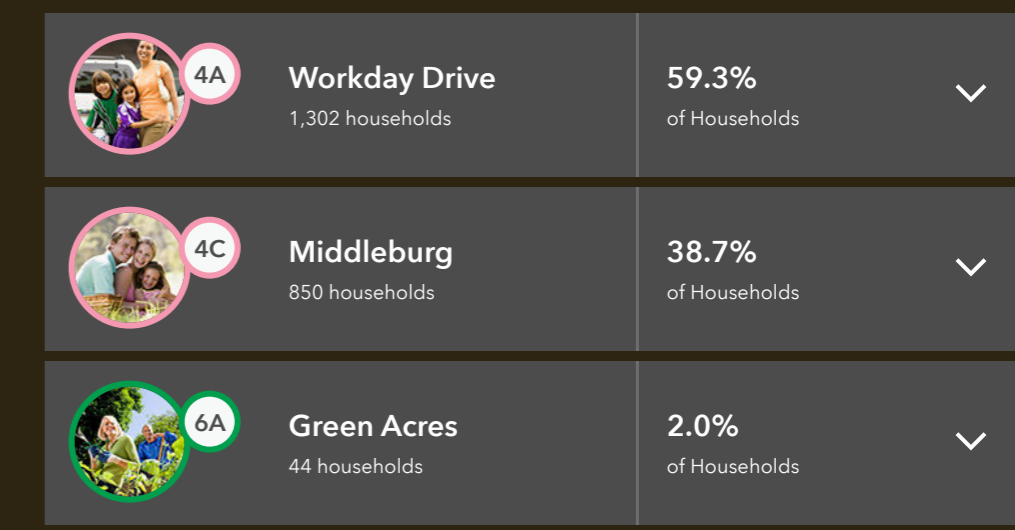 4A
Workday Drive
1,302 households
59.3%
of Households
4C
Middleburg
850 households
38.7%
of Households
6A
Green Acres
44 households
2.0%
of Households